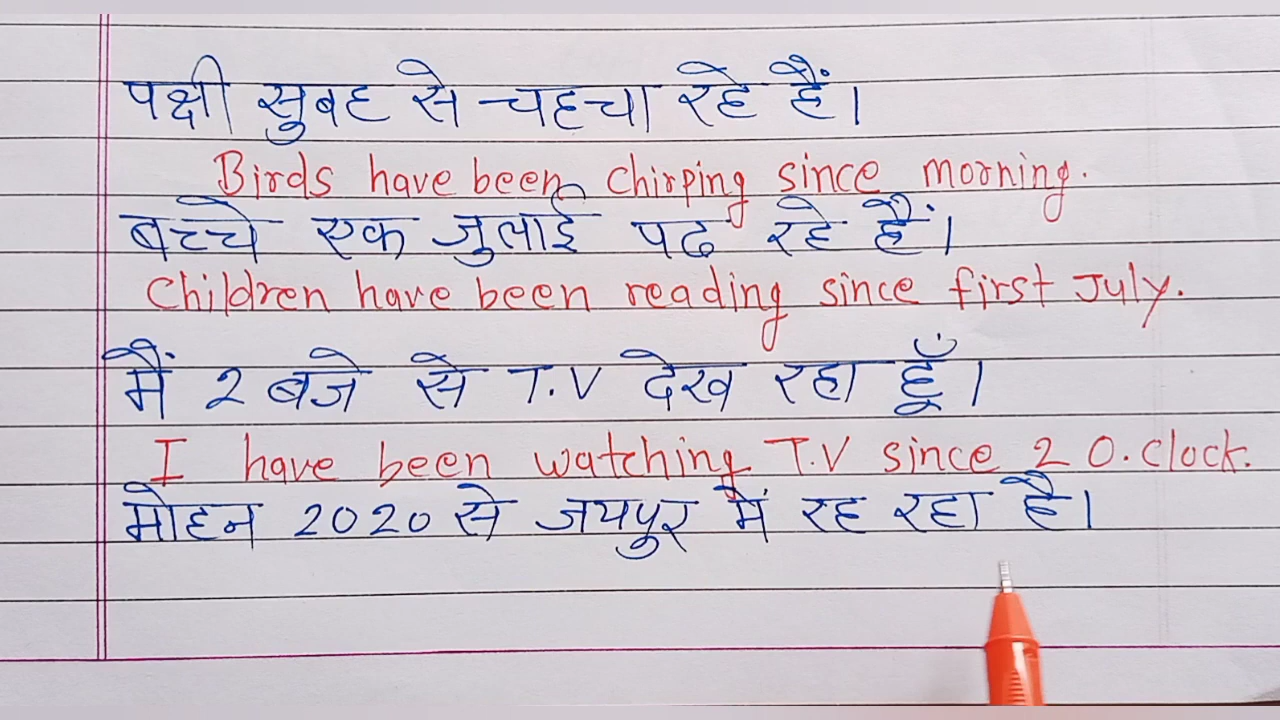 पक्षी सुबह से चहचा रहे हैं।
Birds have been chirping since morning.
बच्चे एक जुलाई पढ रहे हैं।
Children have been reading since first July.
मैं 2 बजे से T.V देख रहा हूँ।
I have been watching T.V since 2 O.clock.
मोहन 2020 से जयपुर में रह रहा है।